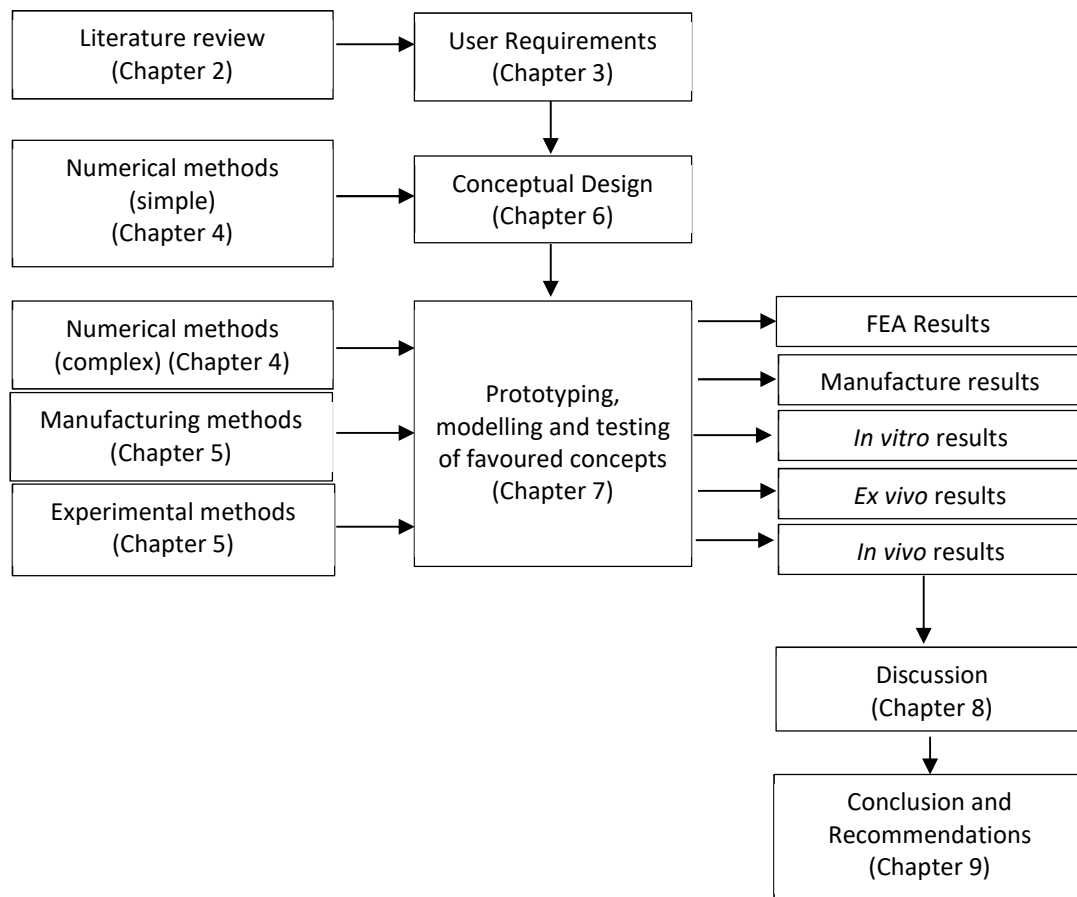 Literature review
(Chapter 2)
User Requirements
(Chapter 3)
Numerical methods
(simple)
(Chapter 4)
Conceptual Design
(Chapter 6)
Numerical methods
(complex) (Chapter 4)
Manufacturing methods
(Chapter 5)
Experimental methods
(Chapter 5)
Prototyping,
modelling and testing
of favoured concepts
(Chapter 7)
FEA Results
Manufacture results
In vitro results
Ex vivo results
In vivo results
Discussion
(Chapter 8)
Conclusion and
Recommendations
(Chapter 9)